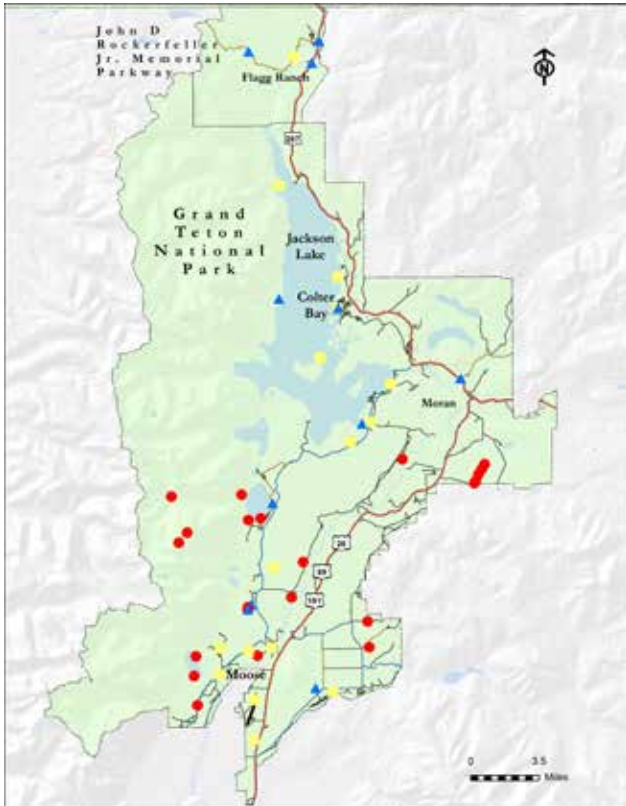 John D
Rockerfeller
Jr. Memorial
Parkway
Flagg Ranch
N
287
Grand
Teton
National
Park
Jackson
Lake
Colter
Bay
Moran
26
89
191
Moose
0 3.5
Miles